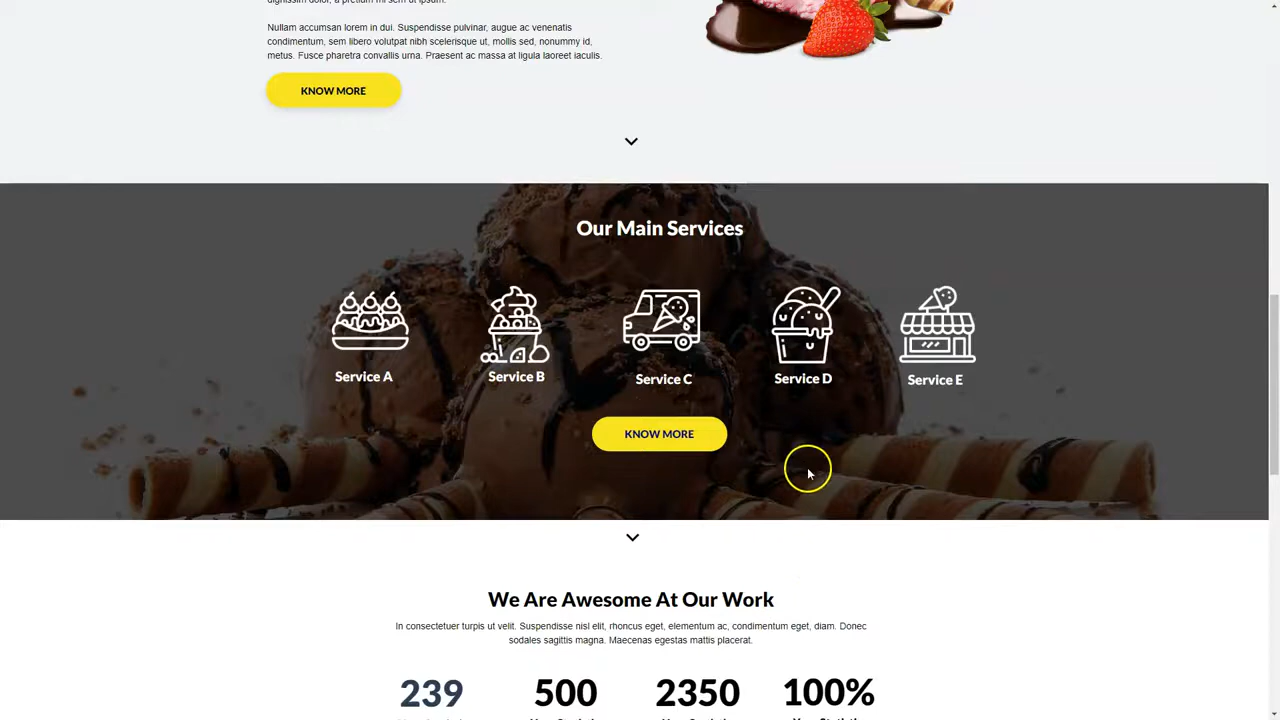 Nullam accumsan lorem in dui. Suspendisse pulvinar, augue ac venenatis
condimentum, sem libero volutpat nibh scelerisque ut, mollis sed, nonummy id,
metus. Fusce pharetra convallis urna. Praesent ac massa at ligula laoreet iaculis.
KNOW MORE
Our Main Services
Service A
Service B
Service C
Service D
Service E
KNOW MORE
We Are Awesome At Our Work
In consectetuer turpis ut velit. Suspendisse nisl elit, rhoncus eget, elementum ac, condimentum eget, diam. Donec
sodales sagittis magna. Maecenas egestas mattis placerat.
239
500
2350
100%